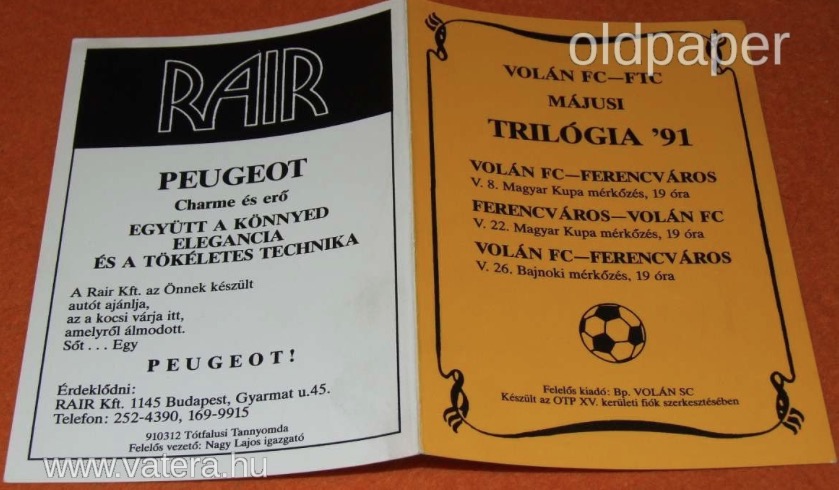 RAIR
PEUGEOT
Charme és erő
EGYÜTT A KÖNNYED
ELEGANCIA
ÉS A TÖKÉLETES TECHNIKA
A Rair Kft. az Önnek készült
autót ajánlja,
az a kocsi várja itt,
amelyről álmodott.
Sőt . . . Egy
PEUGEOT!
Érdeklődni:
RAIR Kft. 1145 Budapest, Gyarmat u.45.
Telefon: 252-4390, 169-9915
910312 Tótfalusi Tannyomda
Felelős vezető: Nagy Lajos igazgató
www.vatera.hu
oldpaper
VOLÁN FC—FTC
MÁJUSI
TRILÓGIA '91
VOLÁN FC—FERENCVÁROS
V. 8. Magyar Kupa mérkőzés, 19 óra
FERENCVÁROS—VOLÁN FC
V. 22. Magyar Kupa mérkőzés, 19 óra
VOLÁN FC—FERENCVÁROS
V. 26. Bajnoki mérkőzés, 19 óra
Felelős kiadó: Bp. VOLÁN SC
Készült az OTP XV. kerületi fiók szerkesztésében